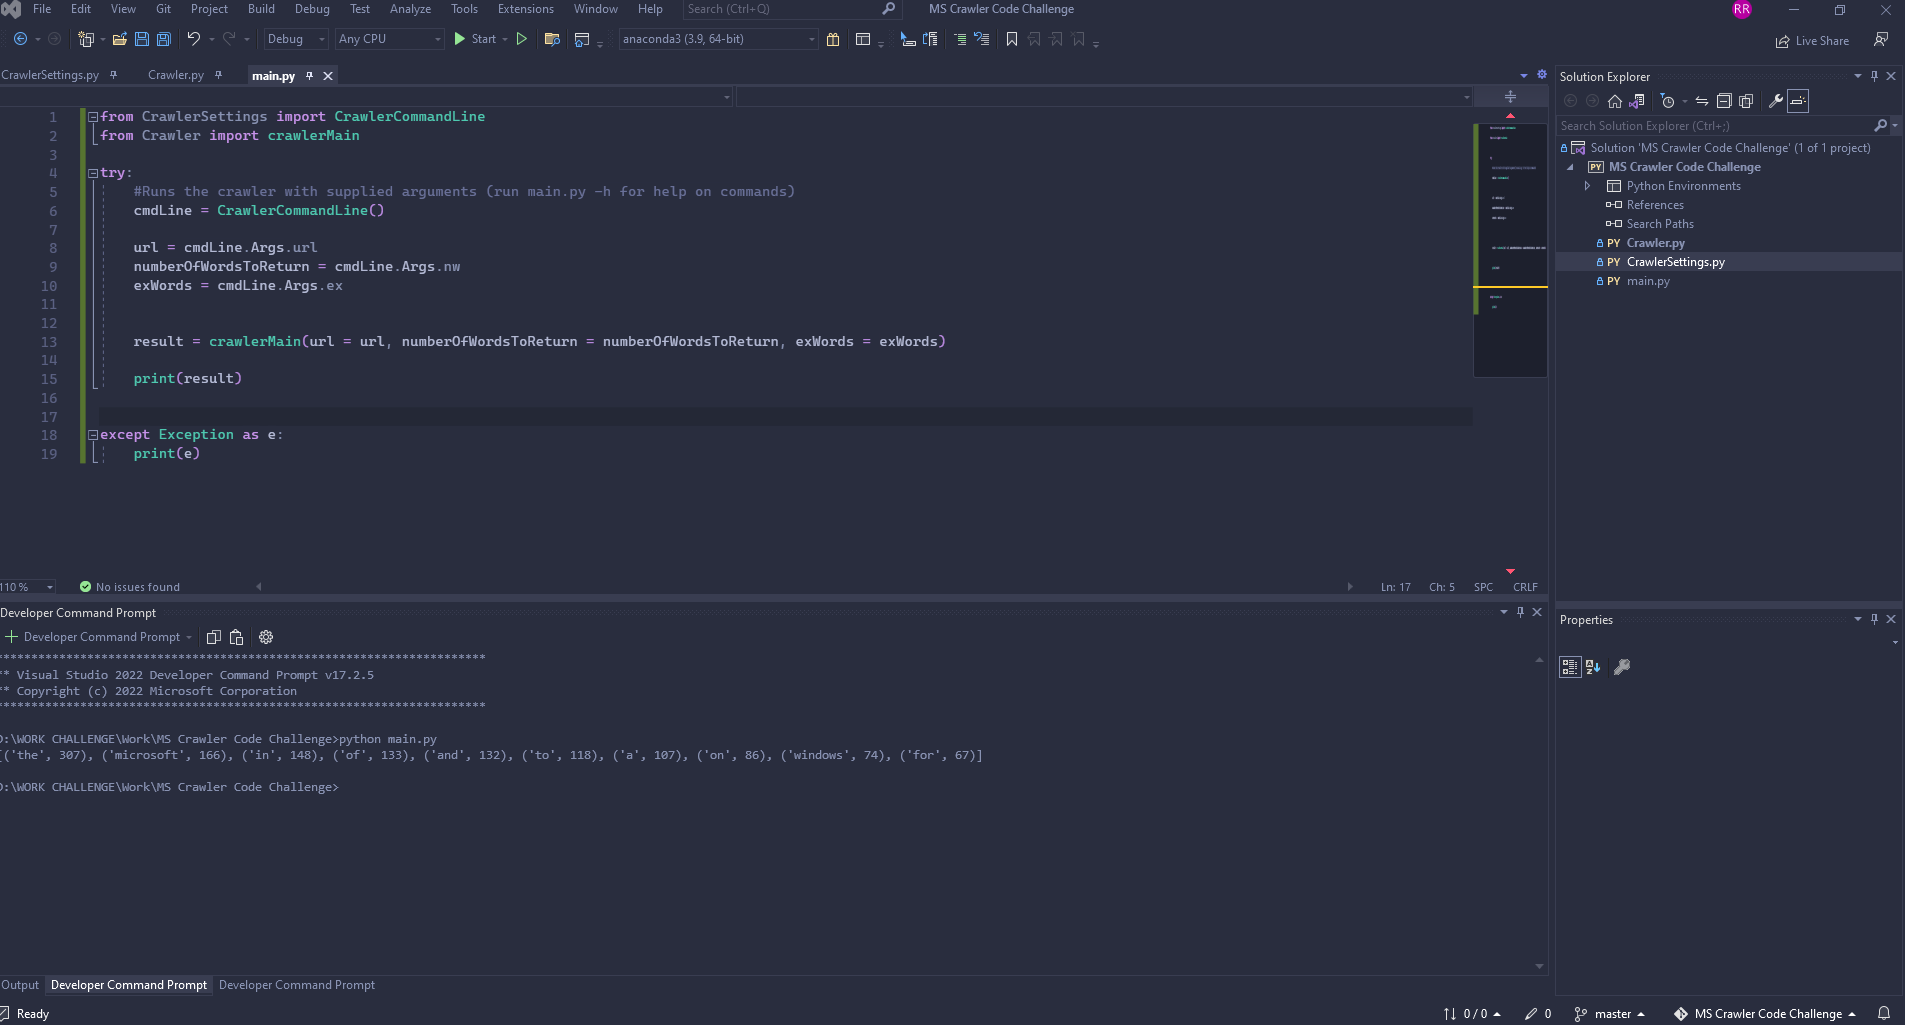 File Edit View Git Project Build Debug Test Analyze Tools Extensions Window Help Search (Ctrl+Q) MS Crawler Code Challenge RR
Debug Any CPU Start anaconda3 (3.9, 64-bit) Live Share
CrawlerSettings.py Crawler.py main.py
1 from CrawlerSettings import CrawlerCommandLine
2 from Crawler import crawlerMain
3
4 try:
5 #Runs the crawler with supplied arguments (run main.py -h for help on commands)
6 cmdLine = CrawlerCommandLine()
7
8 url = cmdLine.Args.url
9 numberOfWordsToReturn = cmdLine.Args.nw
10 exWords = cmdLine.Args.ex
11
12
13 result = crawlerMain(url = url, numberOfWordsToReturn = numberOfWordsToReturn, exWords = exWords)
14
15 print(result)
16
17
18 except Exception as e:
19 print(e)
110 % No issues found Ln: 17 Ch: 5 SPC CRLF
Developer Command Prompt
Developer Command Prompt
**********************************************************************
** Visual Studio 2022 Developer Command Prompt v17.2.5
** Copyright (c) 2022 Microsoft Corporation
**********************************************************************
D:\WORK CHALLENGE\Work\MS Crawler Code Challenge>python main.py
[('the', 307), ('microsoft', 166), ('in', 148), ('of', 133), ('and', 132), ('to', 118), ('a', 107), ('on', 86), ('windows', 74), ('for', 67)]
D:\WORK CHALLENGE\Work\MS Crawler Code Challenge>
Output Developer Command Prompt Developer Command Prompt
Solution Explorer
Search Solution Explorer (Ctrl+;)
Solution 'MS Crawler Code Challenge' (1 of 1 project)
PY MS Crawler Code Challenge
Python Environments
References
Search Paths
PY Crawler.py
PY CrawlerSettings.py
PY main.py
Properties
Ready 0 / 0 0 master MS Crawler Code Challenge